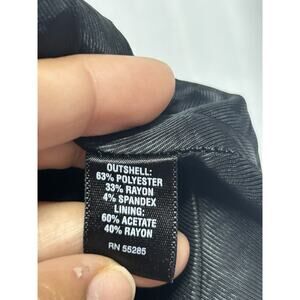 OUTSHELL:
63% POLYESTER
33% RAYON
4% SPANDEX
LINING:
60% ACETATE
40% RAYON
RN 55285